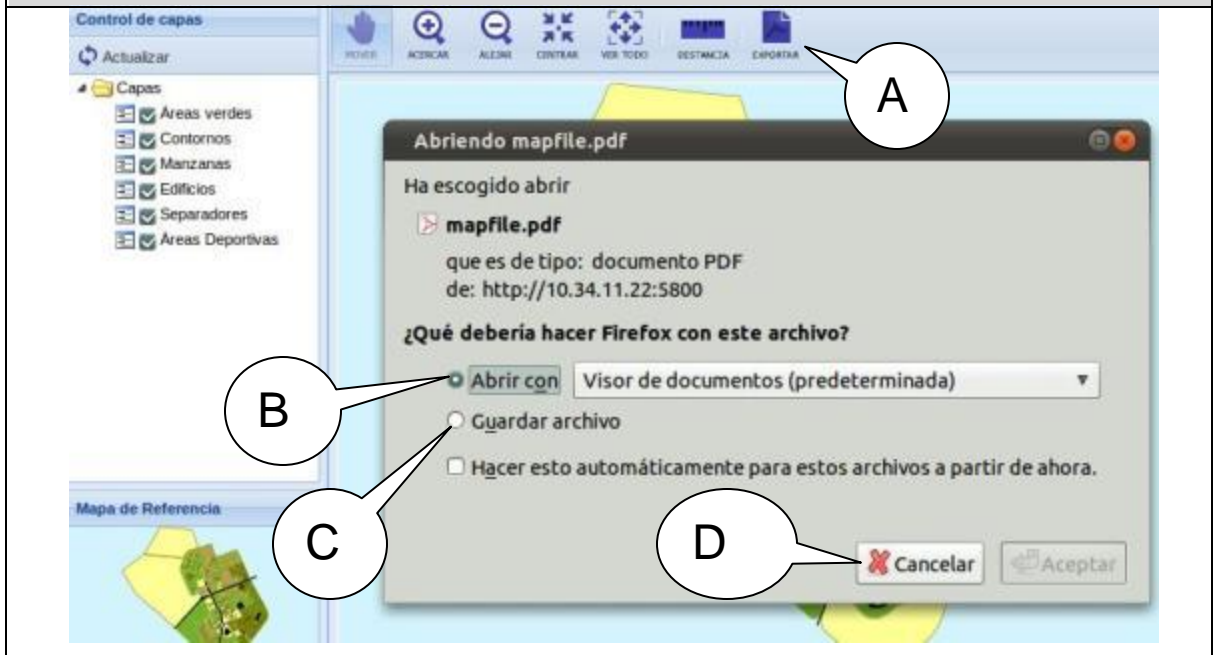 Control de capas
Actualizar
Capas
Áreas verdes
Contornos
Manzanas
Edificios
Separadores
Areas Deportivas
MOVER
ACERCAR
ALEJAR
CENTRAR
VER TODO
DISTANCIA
EXPORTAR
A
Abriendo mapfile.pdf
Ha escogido abrir
mapfile.pdf
que es de tipo: documento PDF
de: http://10.34.11.22:5800
¿Qué debería hacer Firefox con este archivo?
B
Abrir con Visor de documentos (predeterminada)
Guardar archivo
Hacer esto automáticamente para estos archivos a partir de ahora.
Mapa de Referencia
C
D
Cancelar Aceptar